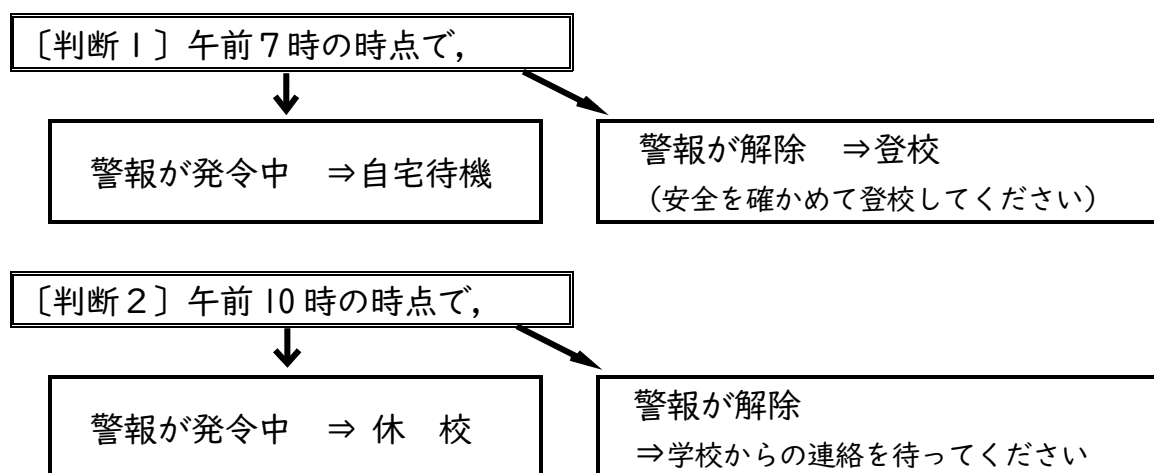 〔判断1〕午前7時の時点で，
警報が発令中　⇒自宅待機
警報が解除　⇒登校
（安全を確かめて登校してください）
〔判断2〕午前10時の時点で，
警報が発令中　⇒ 休　校
警報が解除
⇒学校からの連絡を待ってください